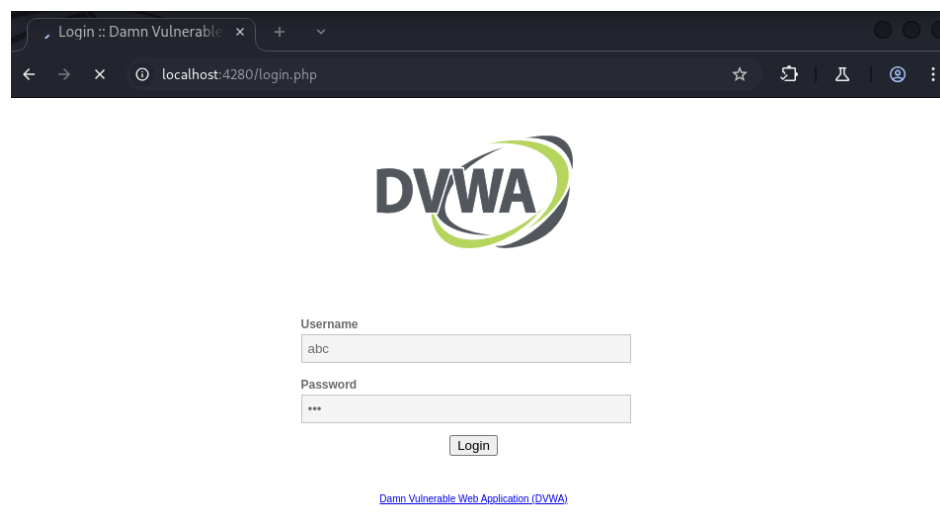 Login :: Damn Vulnerable
localhost:4280/login.php
DVWA
Username
abc
Password
•••
Login
Damn Vulnerable Web Application (DVWA)